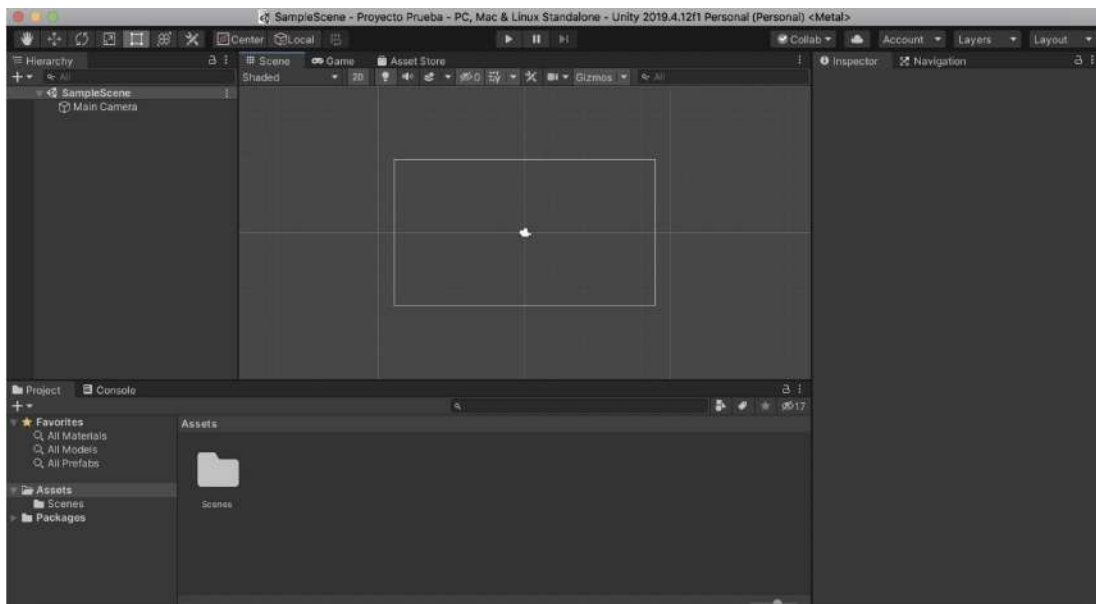 SampleScene - Proyecto Prueba - PC, Mac & Linux Standalone - Unity 2019.4.12f1 Personal (Personal) <Metal>
Center Local Collab Account Layers Layout
Hierarchy Scene Game Asset Store Inspector Navigation
All Shaded 2D 0 Gizmos All
SampleScene
Main Camera
Project Console
17
Favorites Assets
All Materials
All Models
All Prefabs
Assets
Scenes Scenes
Packages